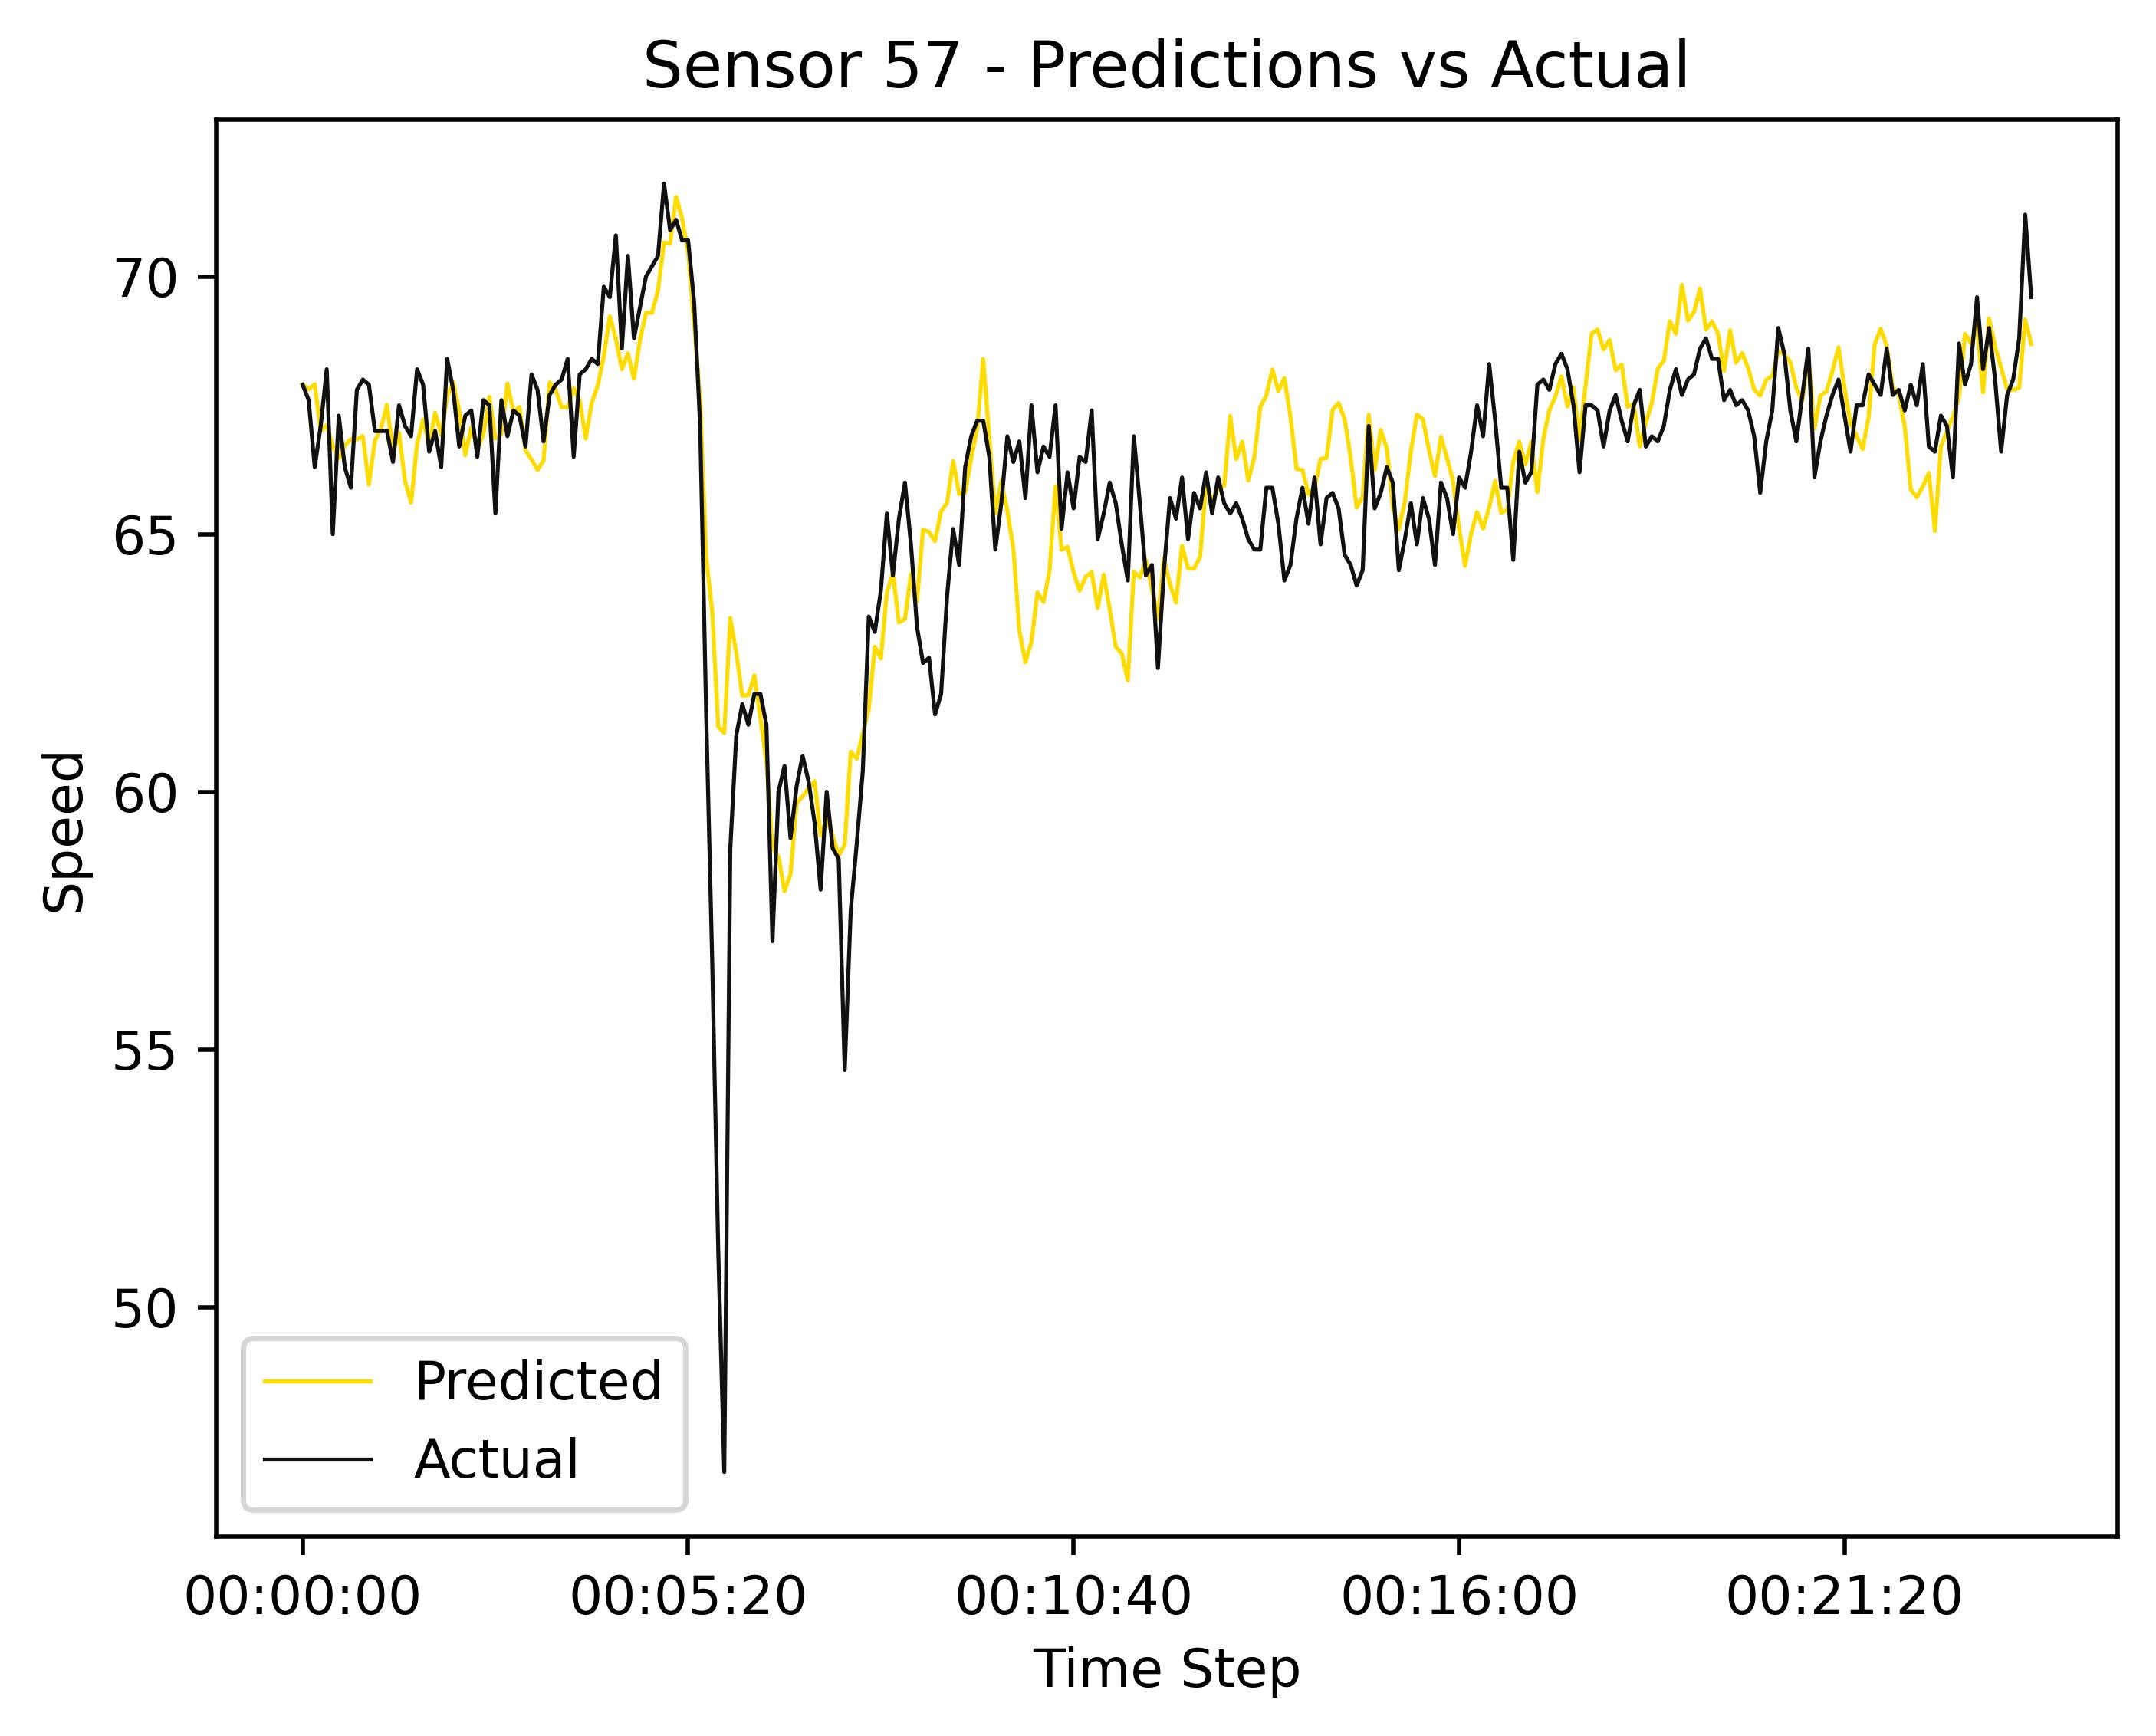 Sensor 57 - Predictions vs Actual
70
65
60
55
50
Speed
Predicted
Actual
00:00:00 00:05:20 00:10:40 00:16:00 00:21:20
Time Step